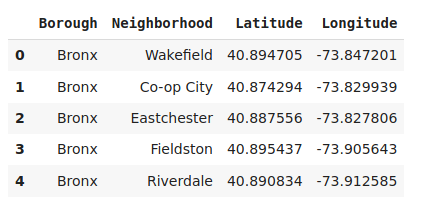 Borough Neighborhood Latitude Longitude
0 Bronx Wakefield 40.894705 -73.847201
1 Bronx Co-op City 40.874294 -73.829939
2 Bronx Eastchester 40.887556 -73.827806
3 Bronx Fieldston 40.895437 -73.905643
4 Bronx Riverdale 40.890834 -73.912585